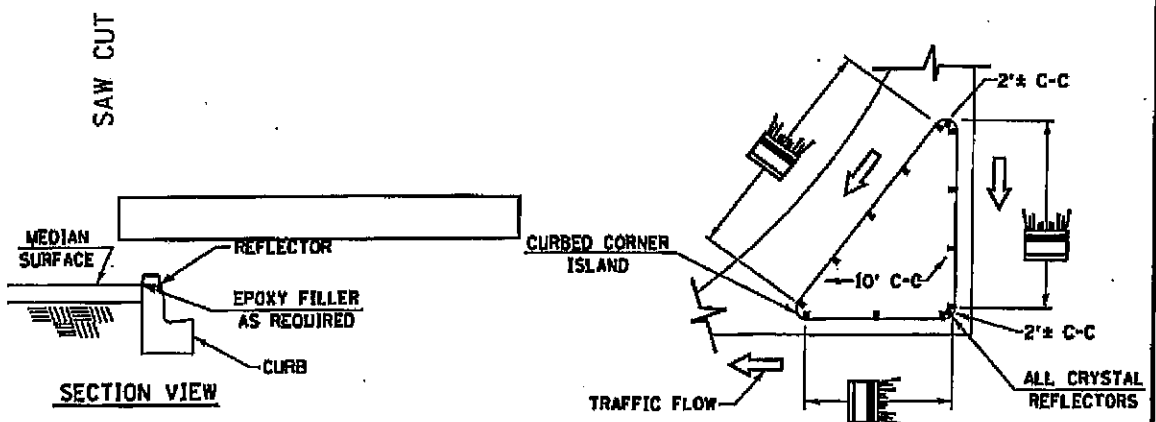 SAW CUT
MEDIAN
SURFACE
REFLECTOR
EPOXY FILLER
AS REQUIRED
CURB
SECTION VIEW
2'± C-C
CURBED CORNER
ISLAND
10' C-C
2'± C-C
ALL CRYSTAL
REFLECTORS
TRAFFIC FLOW